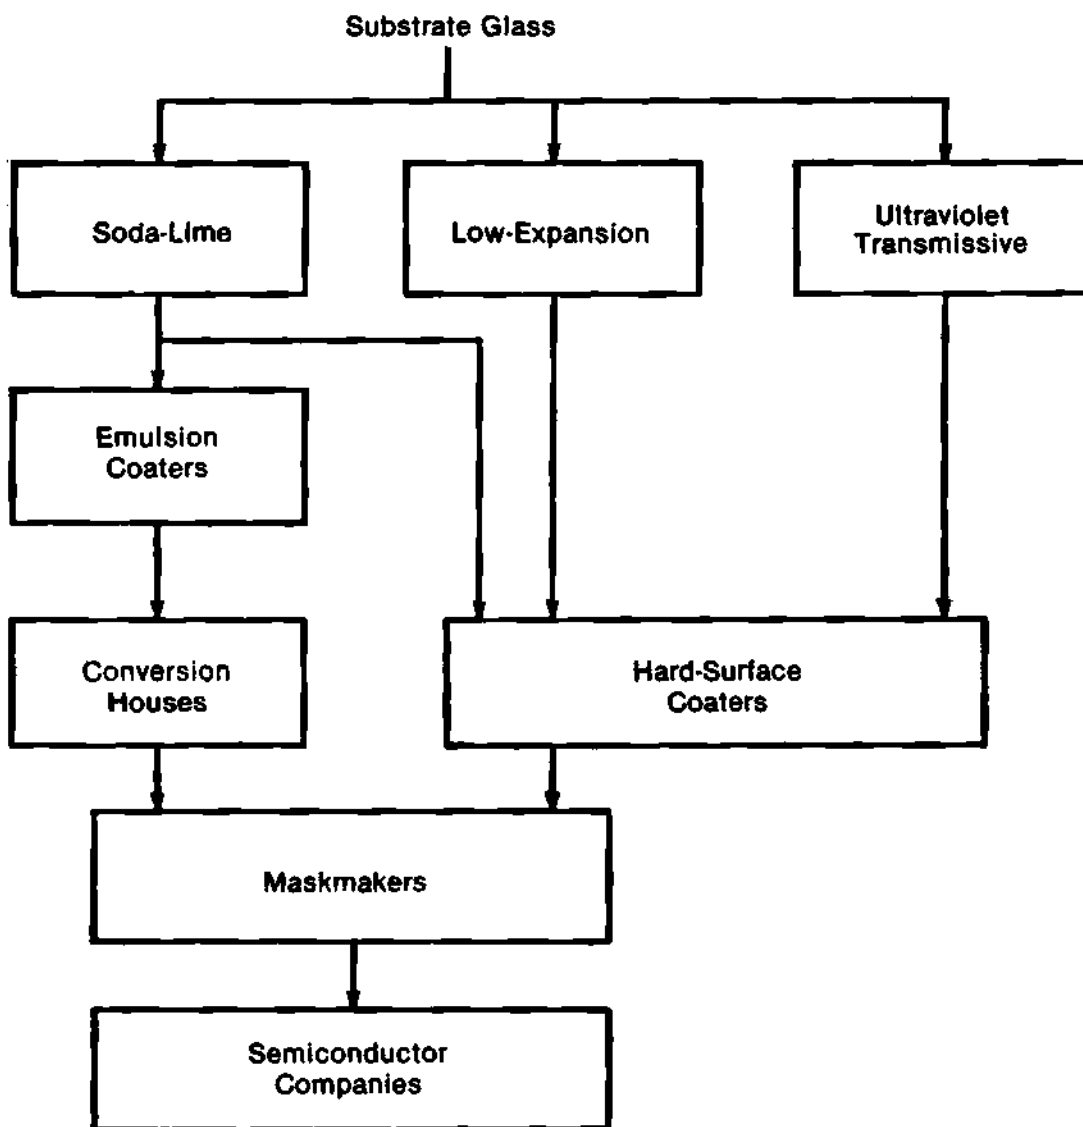 Substrate Glass
Soda-Lime
Low-Expansion
Ultraviolet
Transmissive
Emulsion
Coaters
Conversion
Houses
Hard-Surface
Coaters
Maskmakers
Semiconductor
Companies